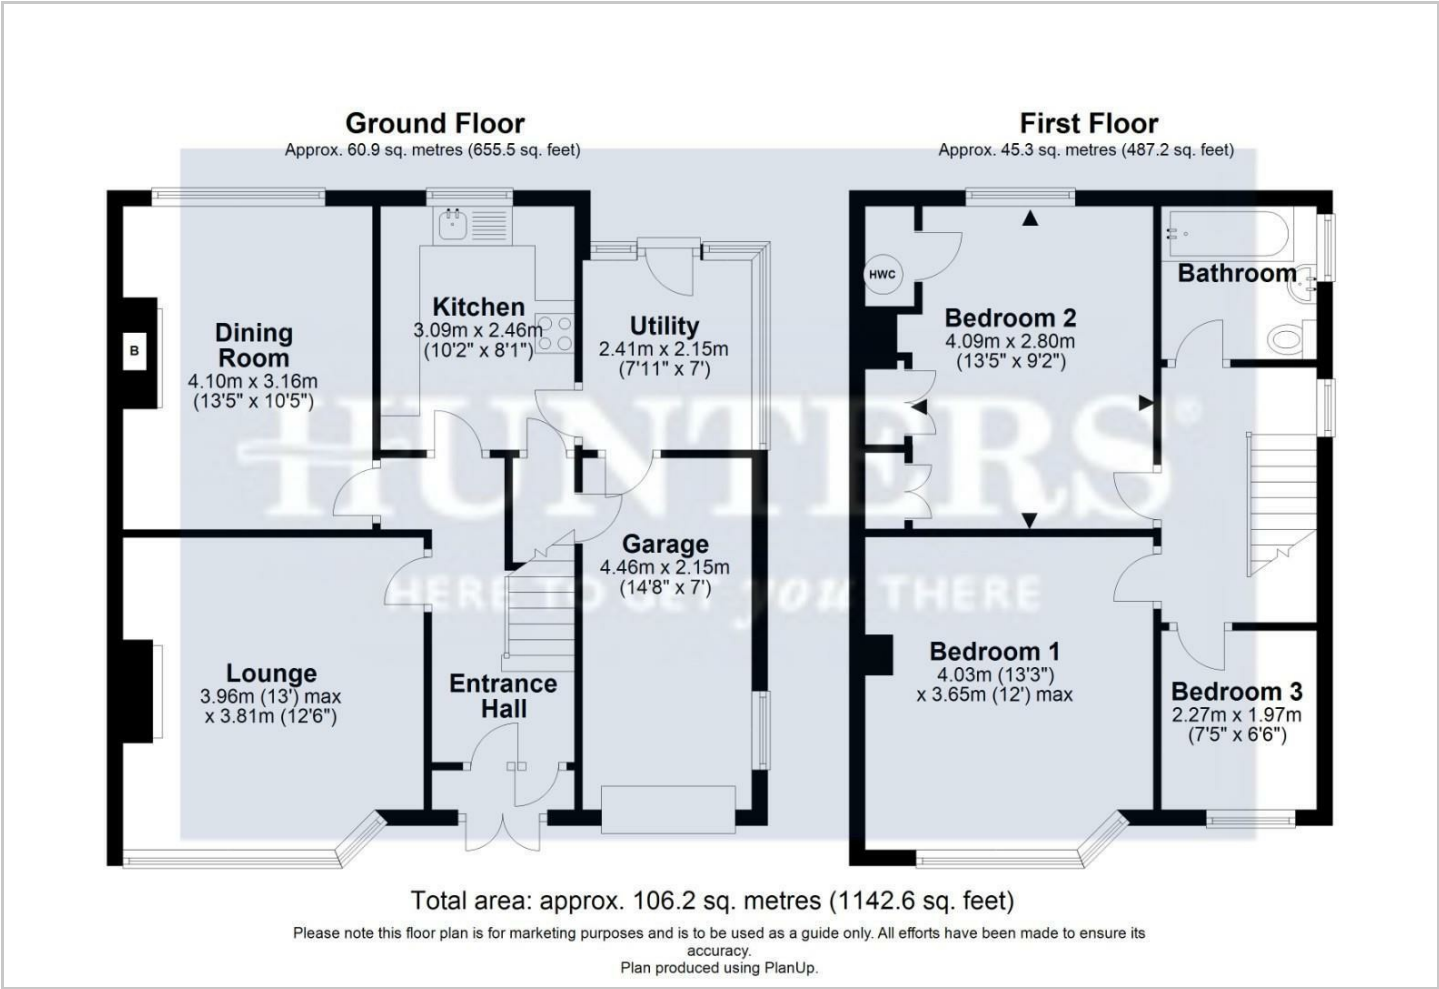 Ground Floor
Approx. 60.9 sq. metres (655.5 sq. feet)
First Floor
Approx. 45.3 sq. metres (487.2 sq. feet)
Dining
Room
4.10m x 3.16m
(13'5" x 10'5")
B
Kitchen
3.09m x 2.46m
(10'2" x 8'1")
Utility
2.41m x 2.15m
(7'11" x 7')
HWC
Bedroom 2
4.09m x 2.80m
(13'5" x 9'2")
Bathroom
HUNTERS®
HERE TO GET you THERE
Garage
4.46m x 2.15m
(14'8" x 7')
Lounge
3.96m (13') max
x 3.81m (12'6")
Entrance
Hall
Bedroom 1
4.03m (13'3")
x 3.65m (12') max
Bedroom 3
2.27m x 1.97m
(7'5" x 6'6")
Total area: approx. 106.2 sq. metres (1142.6 sq. feet)
Please note this floor plan is for marketing purposes and is to be used as a guide only. All efforts have been made to ensure its
accuracy.
Plan produced using PlanUp.